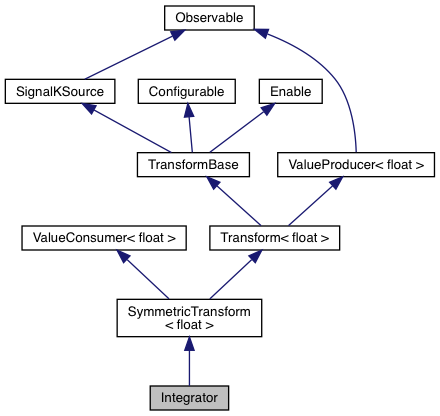 Observable
SignalKSource
Configurable
Enable
TransformBase
ValueProducer< float >
ValueConsumer< float >
Transform< float >
SymmetricTransform
< float >
Integrator